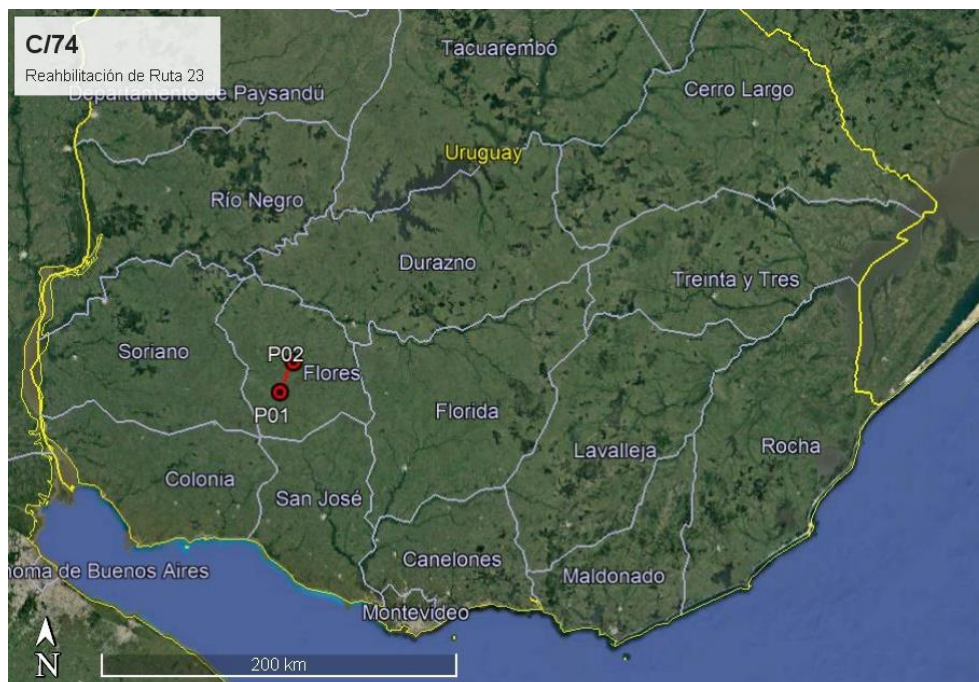 C/74
Reahbilitación de Ruta 23
Tacuarembó
Departamento de Paysandú
Cerro Largo
Uruguay
Río Negro
Durazno
Treinta y Tres
Soriano
P02
Flores
P01
Florida
Rocha
Lavalleja
Colonia
San José
Canelones
noma de Buenos Aires
Maldonado
Montevideo
N
200 km